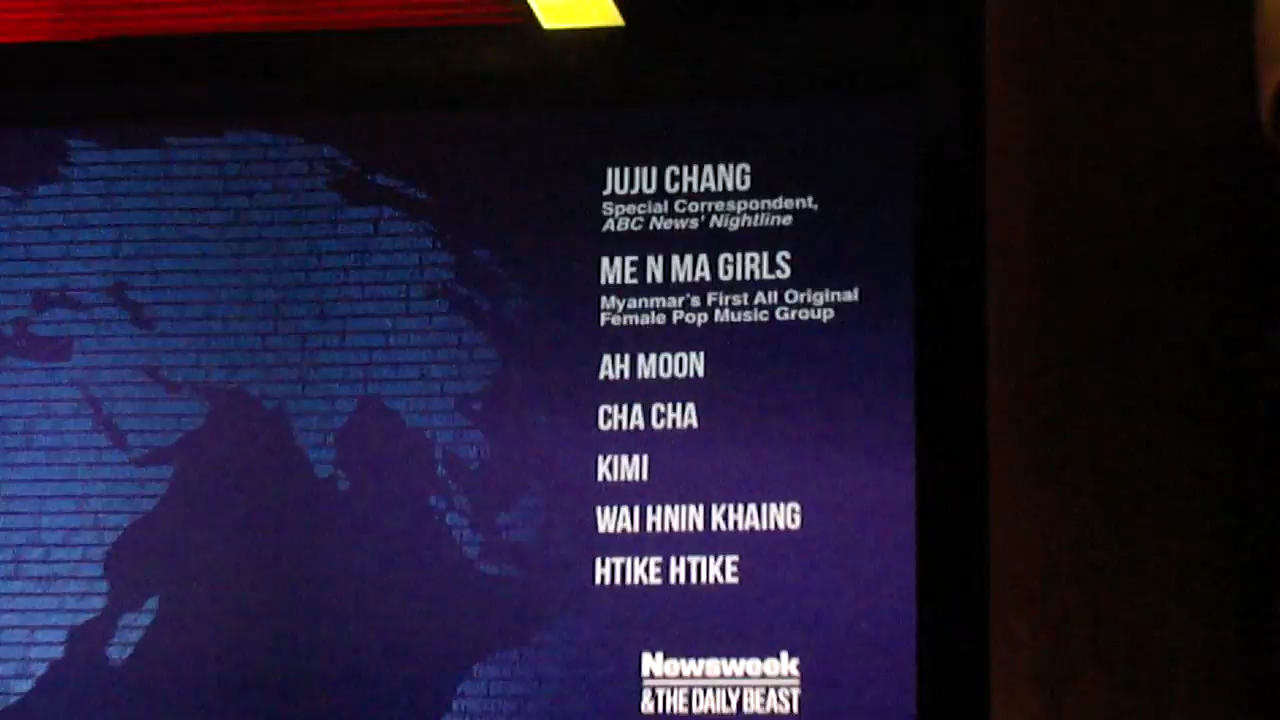 JUJU CHANG
Special Correspondent,
ABC News' Nightline
ME N MA GIRLS
Myanmar's First All Original
Female Pop Music Group
AH MOON
CHA CHA
KIMI
WAI HNIN KHAING
HTIKE HTIKE
Newsweek
&THE DAILY BEAST